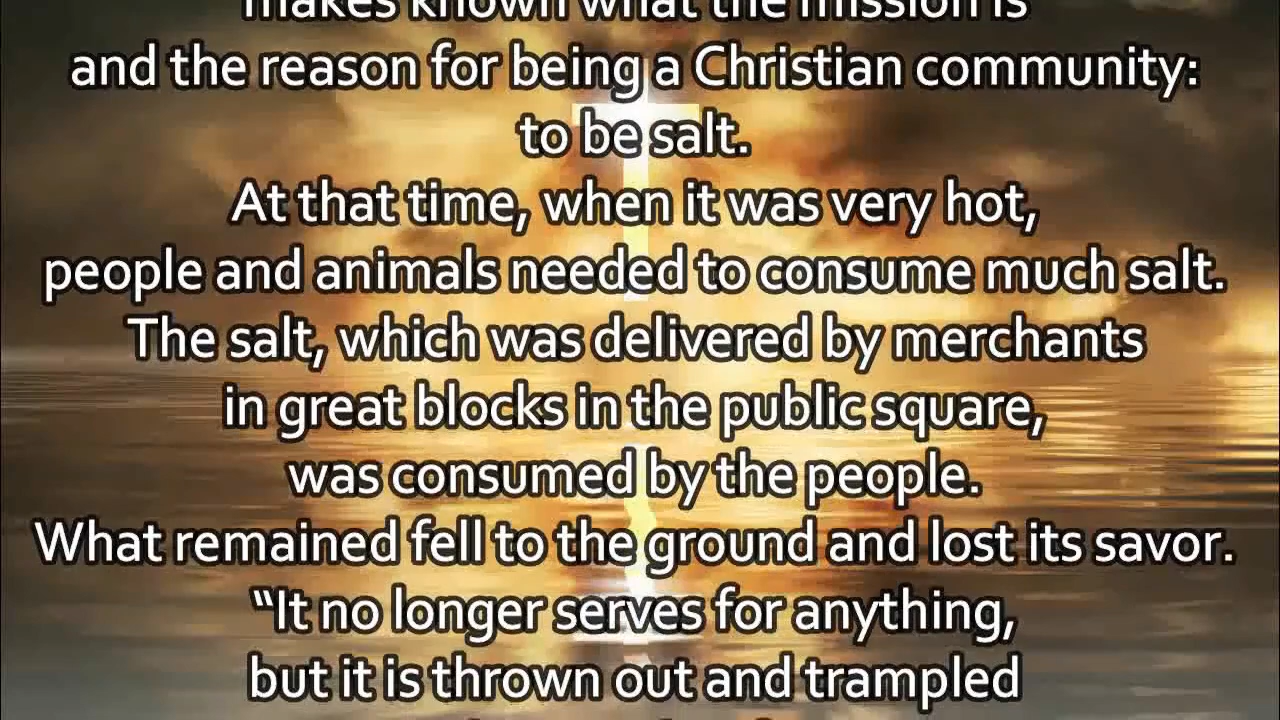 makes known what the mission is
and the reason for being a Christian community:
to be salt.
At that time, when it was very hot,
people and animals needed to consume much salt.
The salt, which was delivered by merchants
in great blocks in the public square,
was consumed by the people.
What remained fell to the ground and lost its savor.
“It no longer serves for anything,
but it is thrown out and trampled